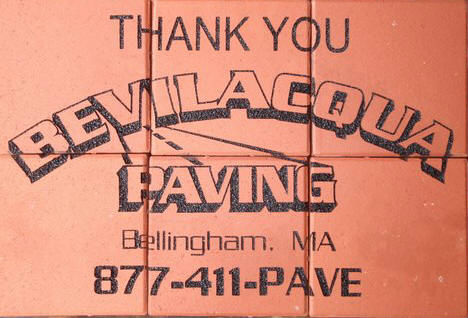 THANK YOU
BEVILACQUA
PAVING
Bellingham, MA
877-411-PAVE